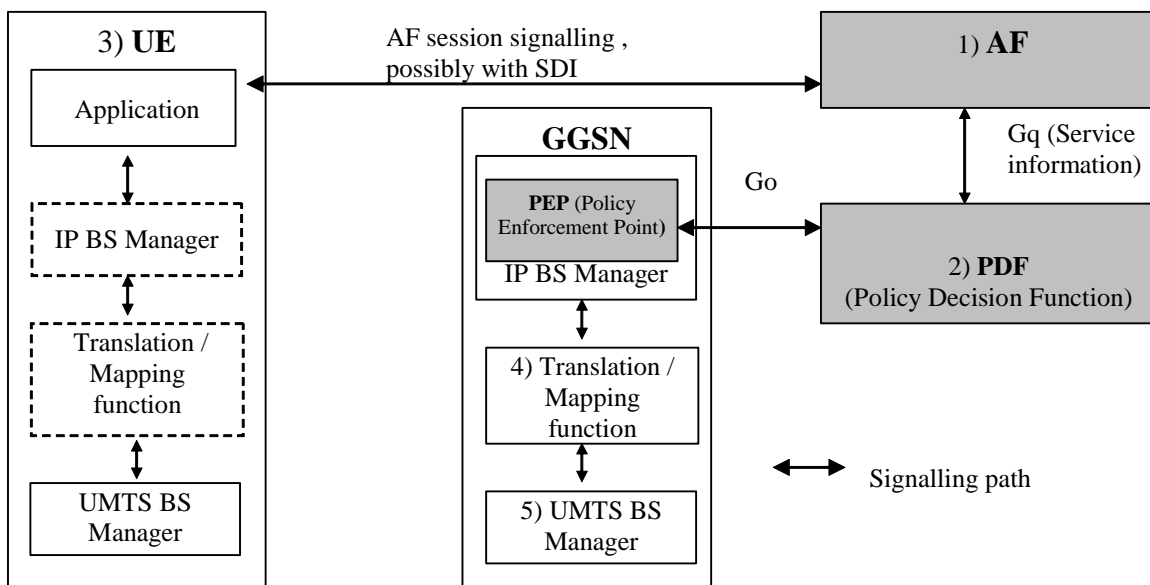 3) UE
Application
IP BS Manager
Translation /
Mapping
function
UMTS BS
Manager
AF session signalling ,
possibly with SDI
GGSN
PEP (Policy
Enforcement Point)
IP BS Manager
4) Translation /
Mapping
function
5) UMTS BS
Manager
Go
1) AF
Gq (Service
information)
2) PDF
(Policy Decision Function)
Signalling path